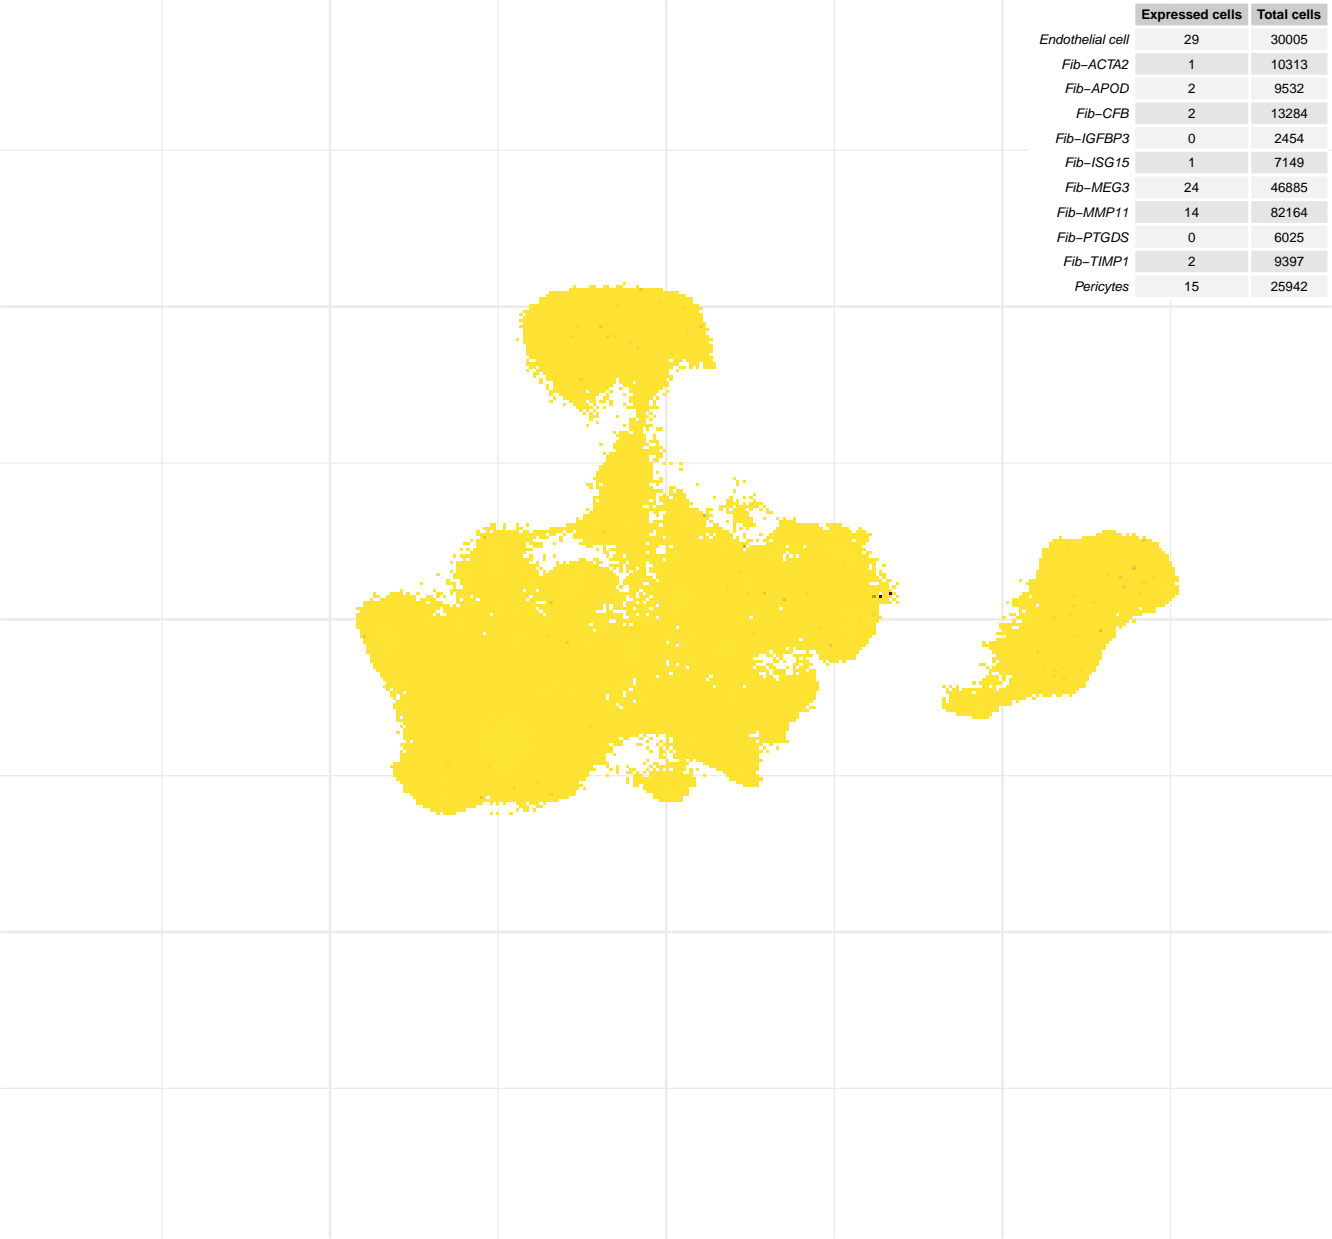 Expressed cells Total cells
Endothelial cell 29 30005
Fib−ACTA2 1 10313
Fib−APOD 2 9532
Fib−CFB 2 13284
Fib−IGFBP3 0 2454
Fib−ISG15 1 7149
Fib−MEG3 24 46885
Fib−MMP11 14 82164
Fib−PTGDS 0 6025
Fib−TIMP1 2 9397
Pericytes 15 25942